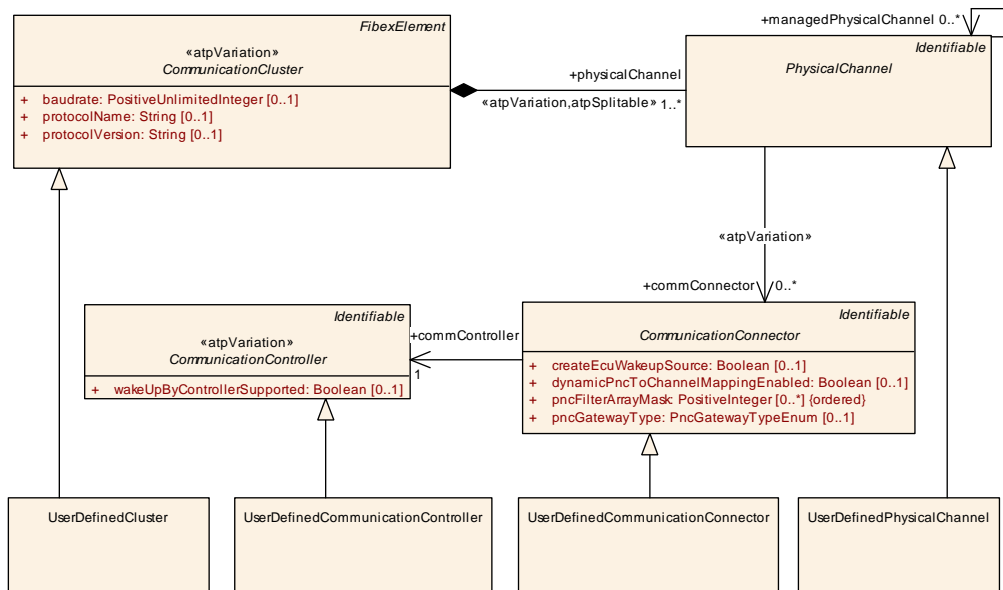 +managedPhysicalChannel 0..*
FibexElement
«atpVariation»
CommunicationCluster
+ baudrate: PositiveUnlimitedInteger [0..1]
+ protocolName: String [0..1]
+ protocolVersion: String [0..1]
+physicalChannel
«atpVariation,atpSplitable» 1..*
Identifiable
PhysicalChannel
«atpVariation»
+commConnector 0..*
Identifiable
«atpVariation»
CommunicationController
+ wakeUpByControllerSupported: Boolean [0..1]
+commController
1
Identifiable
CommunicationConnector
+ createEcuWakeupSource: Boolean [0..1]
+ dynamicPncToChannelMappingEnabled: Boolean [0..1]
+ pncFilterArrayMask: PositiveInteger [0..*] {ordered}
+ pncGatewayType: PncGatewayTypeEnum [0..1]
UserDefinedCluster
UserDefinedCommunicationController
UserDefinedCommunicationConnector
UserDefinedPhysicalChannel